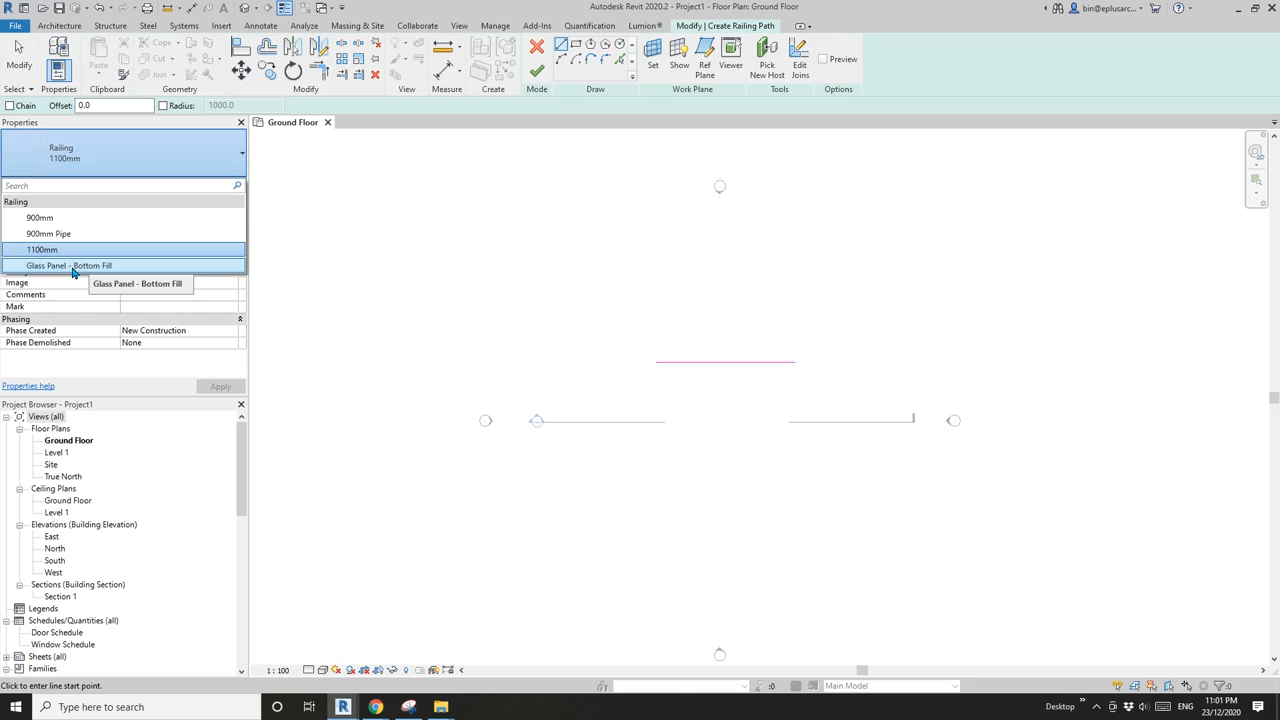 Autodesk Revit 2020.2 - Project1 - Floor Plan: Ground Floor
bin@eplusarc...
File Architecture Structure Steel Systems Insert Annotate Analyze Massing & Site Collaborate View Manage Add-Ins Quantification Lumion® Modify | Create Railing Path
Modify Paste Cope Cut Join Set Show Ref Plane Viewer Pick New Host Edit Joins Preview
Select Properties Clipboard Geometry Modify View Measure Create Mode Draw Work Plane Tools Options
Chain Offset: 0.0 Radius: 1000.0
Properties
Ground Floor
Railing
1100mm
Search
Railing
900mm
900mm Pipe
1100mm
Glass Panel - Bottom Fill
Glass Panel - Bottom Fill
Image
Comments
Mark
Phasing
Phase Created New Construction
Phase Demolished None
Properties help Apply
Project Browser - Project1
Views (all)
Floor Plans
Ground Floor
Level 1
Site
True North
Ceiling Plans
Ground Floor
Level 1
Elevations (Building Elevation)
East
North
South
West
Sections (Building Section)
Section 1
Legends
Schedules/Quantities (all)
Door Schedule
Window Schedule
Sheets (all)
Families
1 : 100
Click to enter line start point. :0 Main Model :0
Type here to search Desktop ENG 11:01 PM
23/12/2020